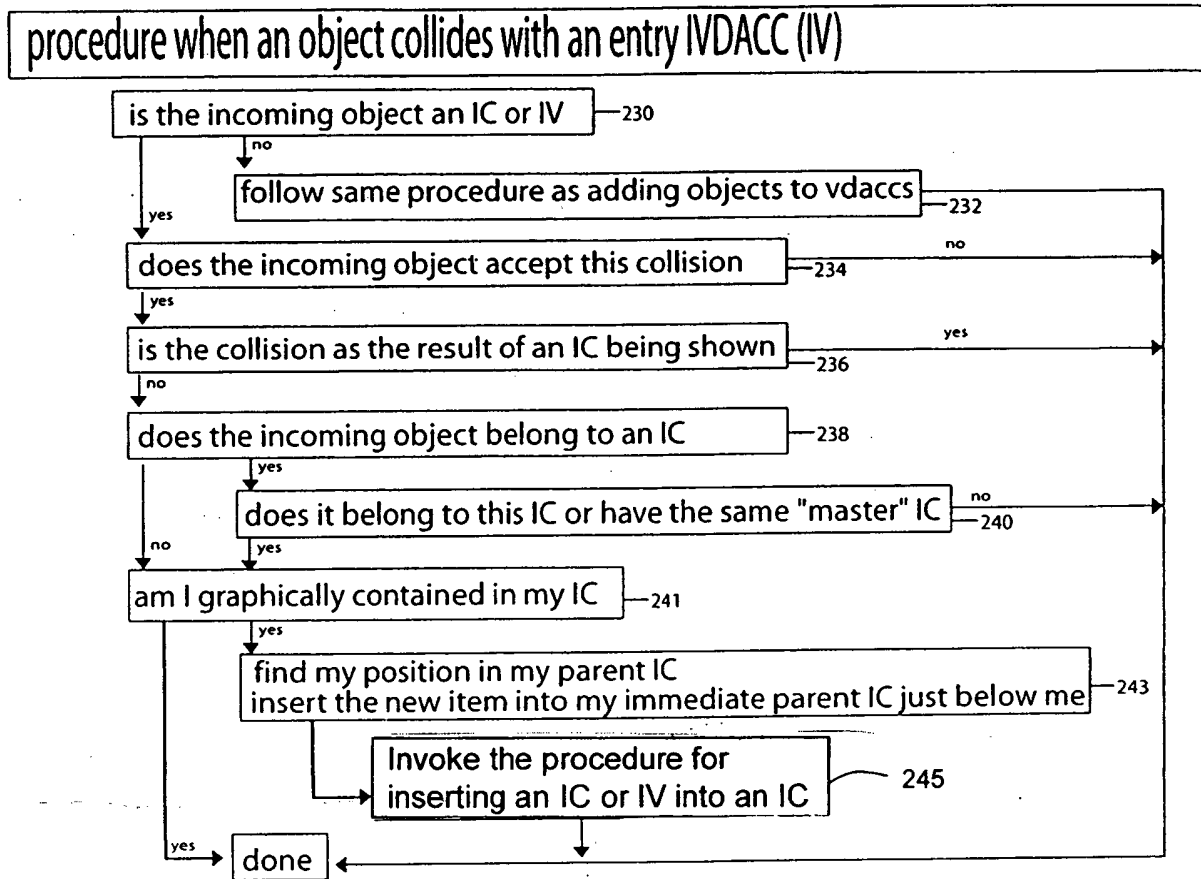 procedure when an object collides with an entry IVDACC (IV)
is the incoming object an IC or IV
230
no
follow same procedure as adding objects to vdaccs
232
yes
no
does the incoming object accept this collision
234
yes
yes
is the collision as the result of an IC being shown
236
no
does the incoming object belong to an IC
238
yes
no
does it belong to this IC or have the same "master" IC
240
no
yes
am I graphically contained in my IC
241
yes
find my position in my parent IC
insert the new item into my immediate parent IC just below me
243
Invoke the procedure for
inserting an IC or IV into an IC
245
yes
done